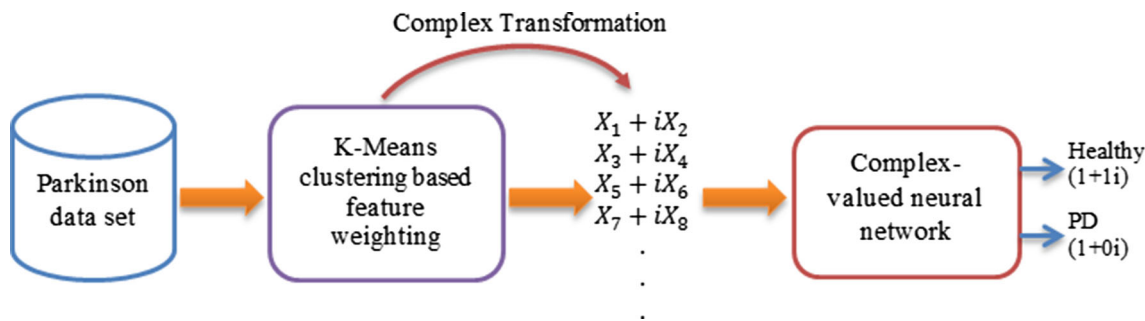 Complex Transformation
Parkinson
data set
K-Means
clustering based
feature
weighting
X₁ + iX₂
X₃ + iX₄
X₅ + iX₆
X₇ + iX₈
.
.
.
Complex-
valued neural
network
Healthy
(1+1i)
PD
(1+0i)